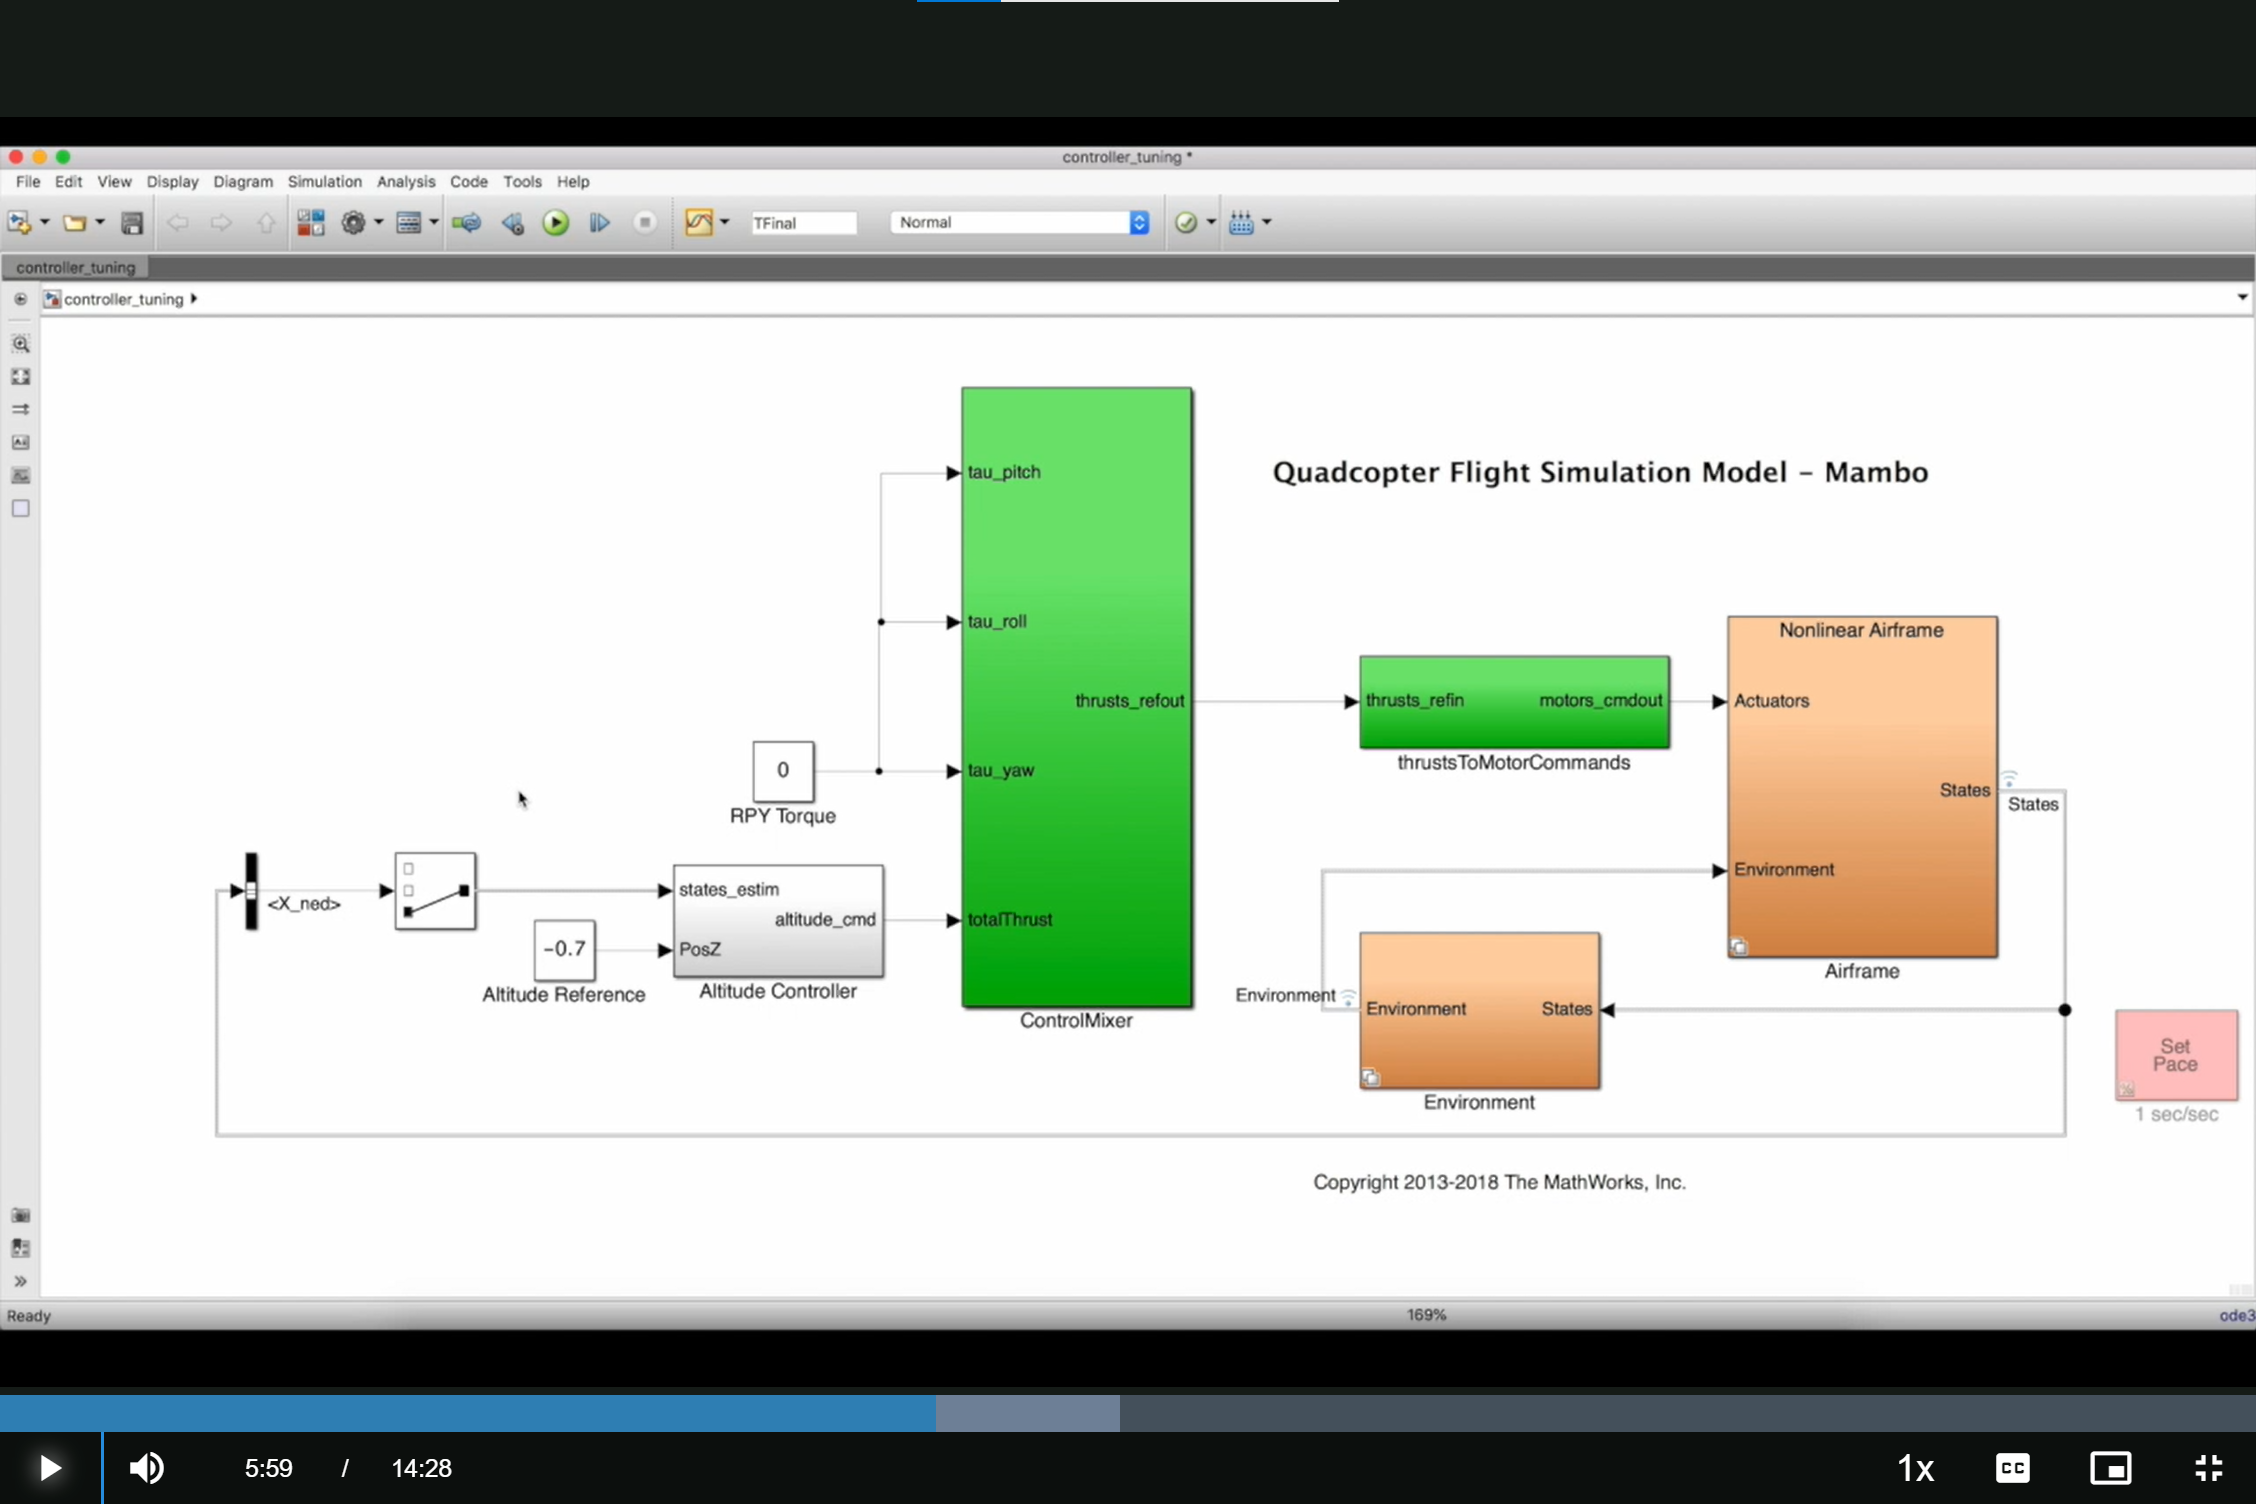 controller_tuning *
File Edit View Display Diagram Simulation Analysis Code Tools Help
TFinal
Normal
controller_tuning
controller_tuning
Quadcopter Flight Simulation Model – Mambo
tau_pitch
tau_roll
thrusts_refout
tau_yaw
totalThrust
ControlMixer
0
RPY Torque
<X_ned>
−0.7
Altitude Reference
states_estim
altitude_cmd
PosZ
Altitude Controller
thrusts_refin motors_cmdout
thrustsToMotorCommands
Nonlinear Airframe
Actuators
States
States
Environment
Airframe
Environment
Environment States
Environment
Set
Pace
1 sec/sec
Copyright 2013-2018 The MathWorks, Inc.
Ready
169%
ode3
5:59 / 14:28
1x
CC